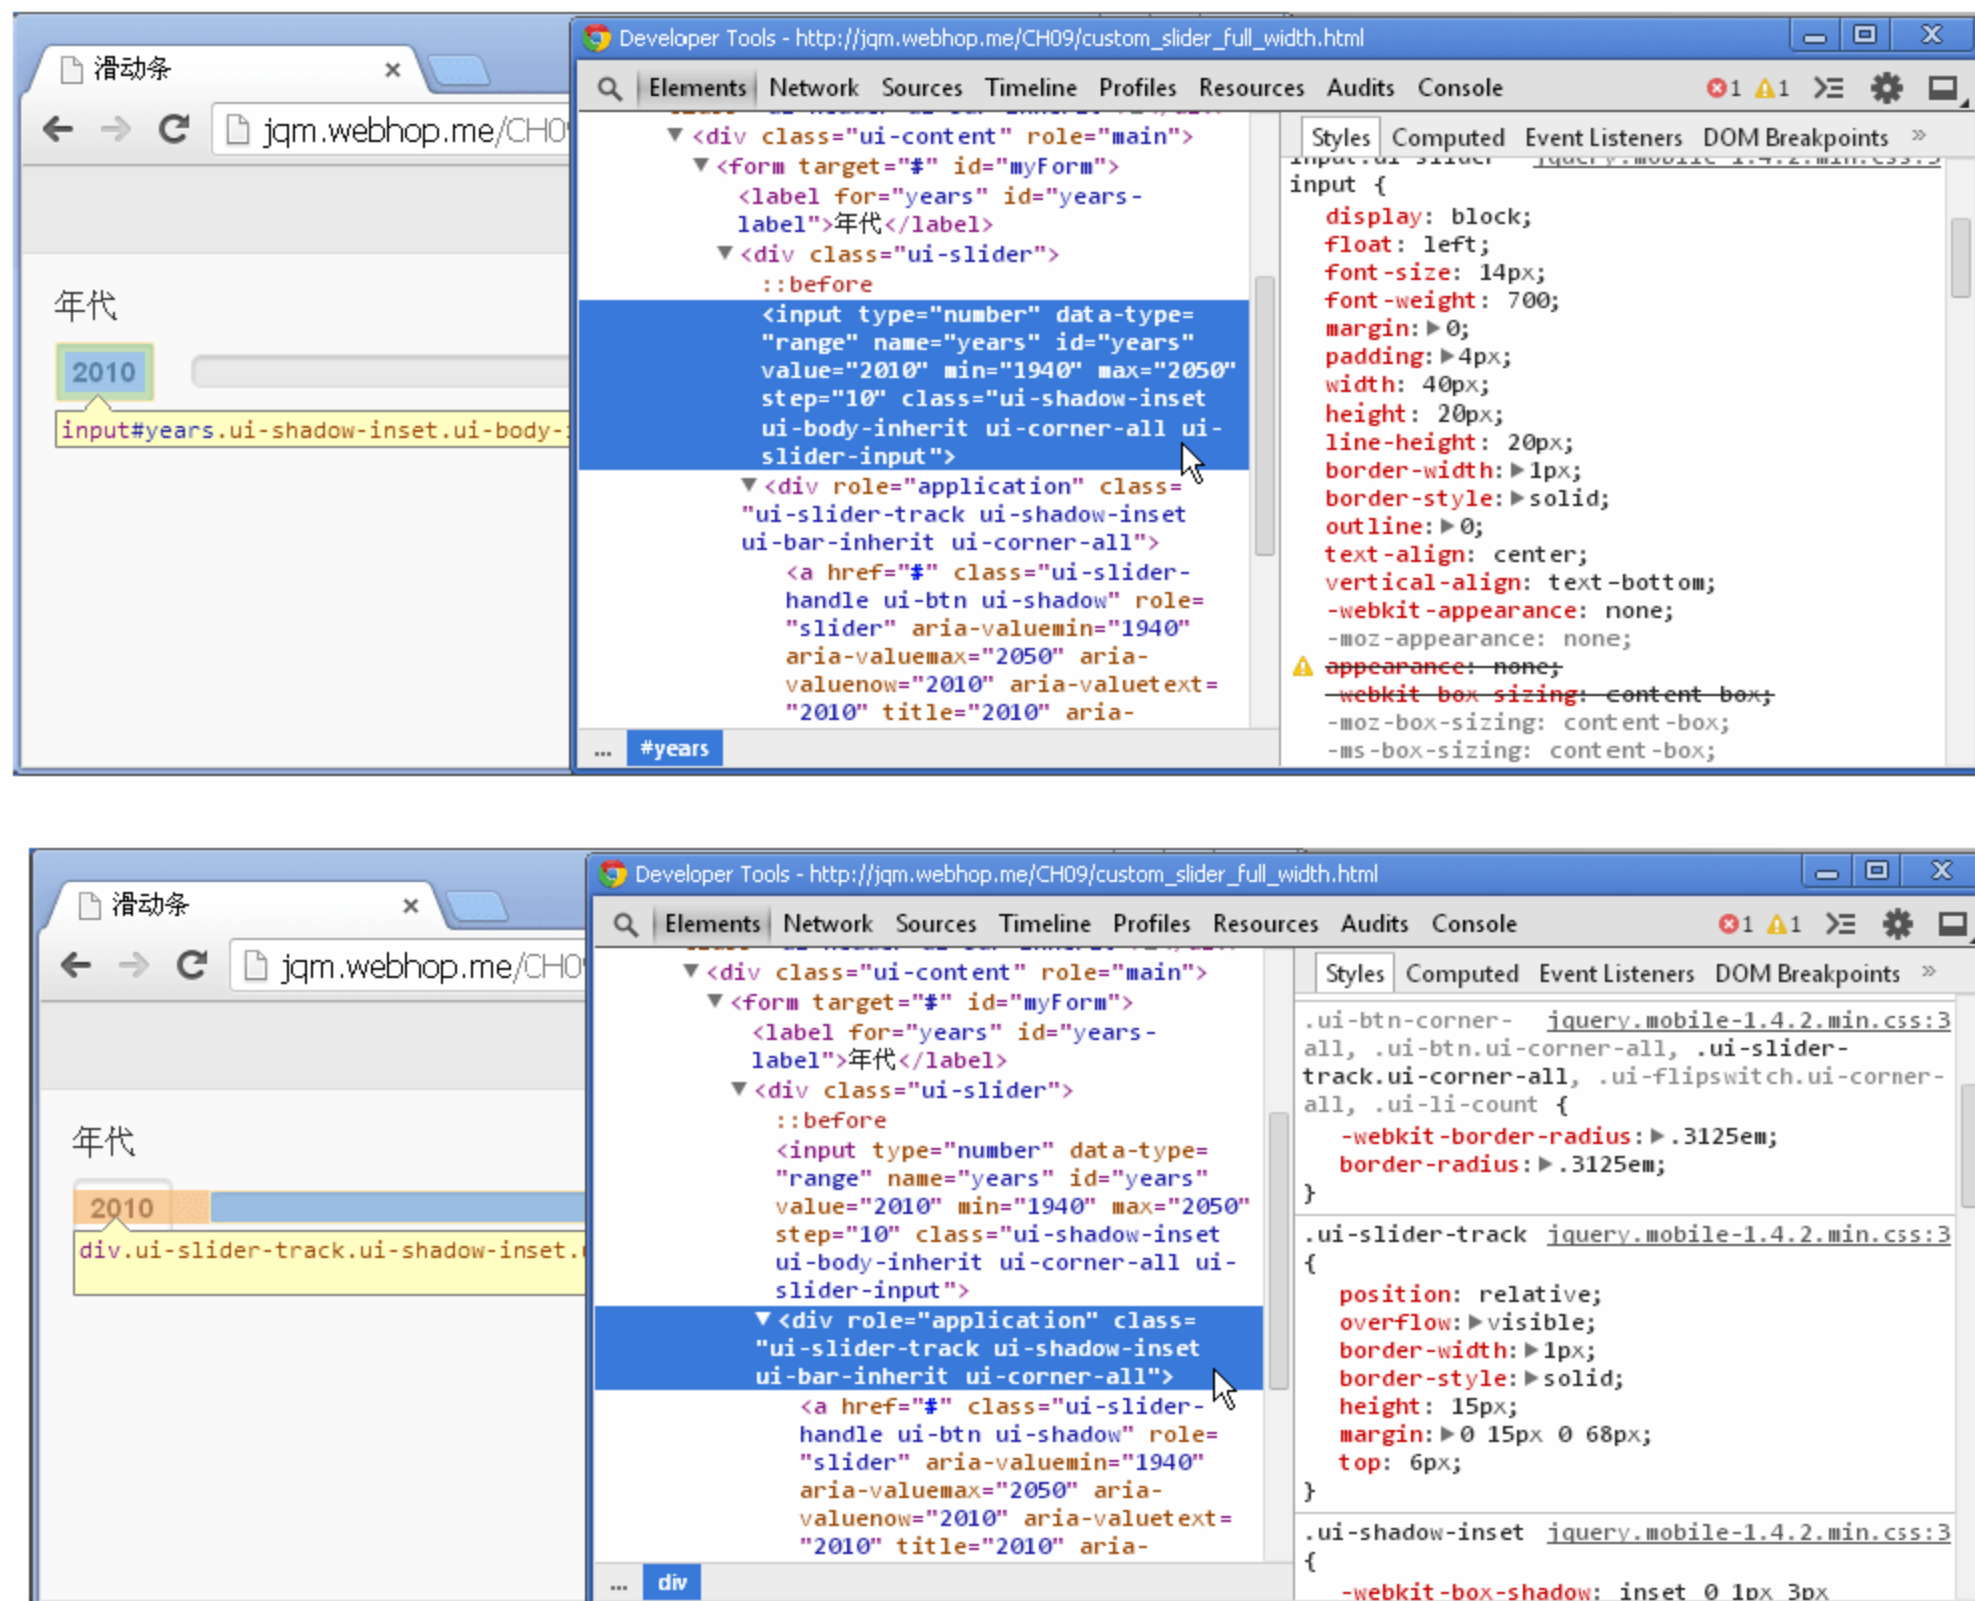 滑动条
Developer Tools - http://jqm.webhop.me/CH09/custom_slider_full_width.html
Elements Network Sources Timeline Profiles Resources Audits Console 1 1
jqm.webhop.me/CH0
年代
2010
input#years.ui-shadow-inset.ui-body-
<div class="ui-content" role="main">
<form target="#" id="myForm">
<label for="years" id="years-
label">年代</label>
<div class="ui-slider">
::before
<input type="number" data-type=
"range" name="years" id="years"
value="2010" min="1940" max="2050"
step="10" class="ui-shadow-inset
ui-body-inherit ui-corner-all ui-
slider-input">
<div role="application" class=
"ui-slider-track ui-shadow-inset
ui-bar-inherit ui-corner-all">
<a href="#" class="ui-slider-
handle ui-btn ui-shadow" role=
"slider" aria-valuemin="1940"
aria-valuemax="2050" aria-
valuenow="2010" aria-valuetext=
"2010" title="2010" aria-
... #years
Styles Computed Event Listeners DOM Breakpoints »
input.ui-slider- jquery.mobile-1.4.2.min.css:3
input {
display: block;
float: left;
font-size: 14px;
font-weight: 700;
margin:▶0;
padding:▶4px;
width: 40px;
height: 20px;
line-height: 20px;
border-width:▶1px;
border-style:▶solid;
outline:▶0;
text-align: center;
vertical-align: text-bottom;
-webkit-appearance: none;
-moz-appearance: none;
appearance: none;
-webkit-box-sizing: content-box;
-moz-box-sizing: content-box;
-ms-box-sizing: content-box;
滑动条
Developer Tools - http://jqm.webhop.me/CH09/custom_slider_full_width.html
Elements Network Sources Timeline Profiles Resources Audits Console 1 1
jqm.webhop.me/CH0
年代
2010
div.ui-slider-track.ui-shadow-inset.
<div class="ui-content" role="main">
<form target="#" id="myForm">
<label for="years" id="years-
label">年代</label>
<div class="ui-slider">
::before
<input type="number" data-type=
"range" name="years" id="years"
value="2010" min="1940" max="2050"
step="10" class="ui-shadow-inset
ui-body-inherit ui-corner-all ui-
slider-input">
<div role="application" class=
"ui-slider-track ui-shadow-inset
ui-bar-inherit ui-corner-all">
<a href="#" class="ui-slider-
handle ui-btn ui-shadow" role=
"slider" aria-valuemin="1940"
aria-valuemax="2050" aria-
valuenow="2010" aria-valuetext=
"2010" title="2010" aria-
... div
Styles Computed Event Listeners DOM Breakpoints »
.ui-btn-corner- jquery.mobile-1.4.2.min.css:3
all, .ui-btn.ui-corner-all, .ui-slider-
track.ui-corner-all, .ui-flipswitch.ui-corner-
all, .ui-li-count {
-webkit-border-radius:▶.3125em;
border-radius:▶.3125em;
}
.ui-slider-track jquery.mobile-1.4.2.min.css:3
{
position: relative;
overflow:▶visible;
border-width:▶1px;
border-style:▶solid;
height: 15px;
margin:▶0 15px 0 68px;
top: 6px;
}
.ui-shadow-inset jquery.mobile-1.4.2.min.css:3
{
-webkit-box-shadow: inset 0 1px 3px